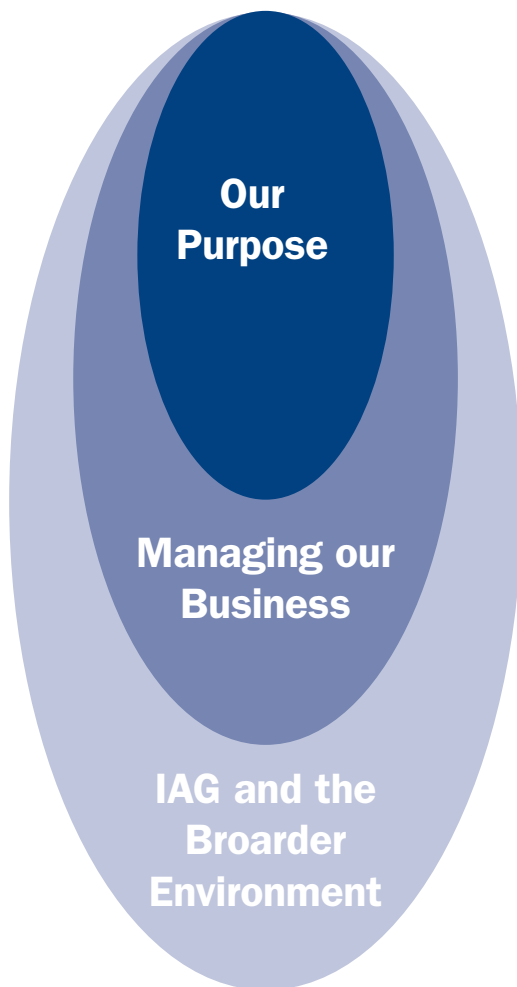 Our
Purpose
Managing our
Business
IAG and the
Broarder
Environment